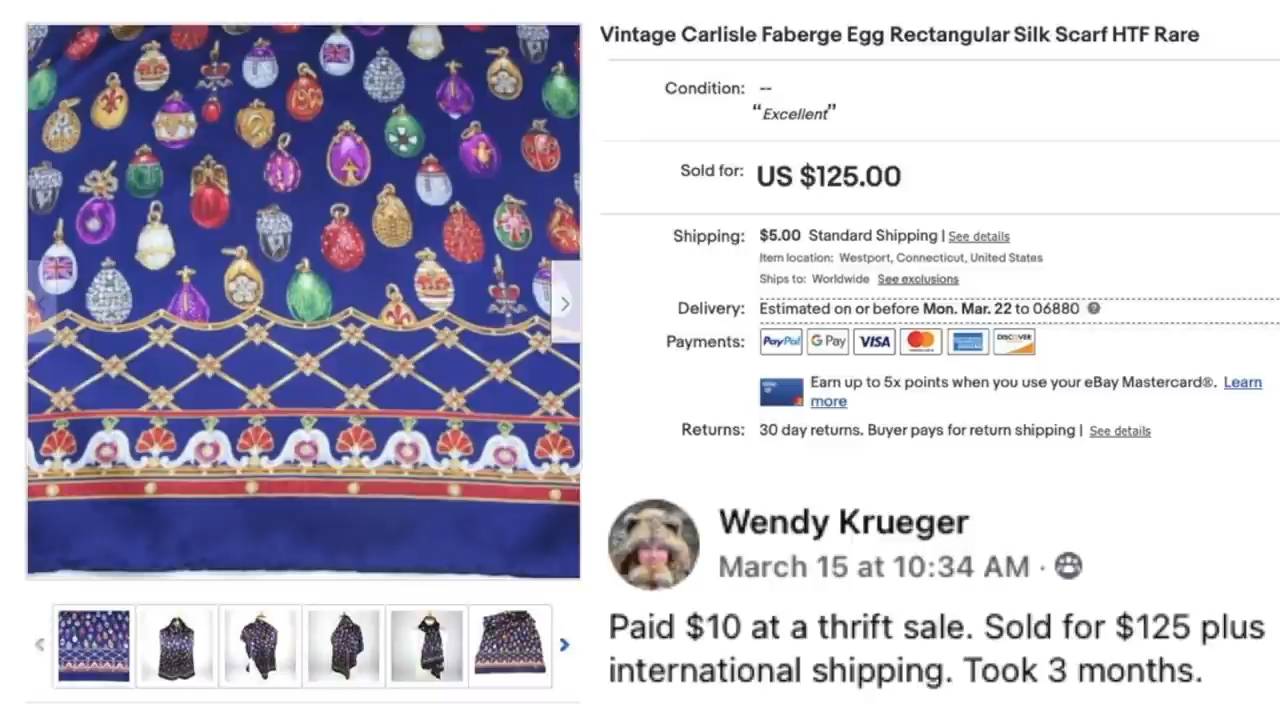 Vintage Carlisle Faberge Egg Rectangular Silk Scarf HTF Rare
Condition: --
“Excellent”
Sold for: US $125.00
Shipping: $5.00 Standard Shipping | See details
Item location: Westport, Connecticut, United States
Ships to: Worldwide See exclusions
Delivery: Estimated on or before Mon. Mar. 22 to 06880
Payments: PayPal G Pay VISA DISCOVER
Earn up to 5x points when you use your eBay Mastercard®. Learn
more
Returns: 30 day returns. Buyer pays for return shipping | See details
Wendy Krueger
March 15 at 10:34 AM ·
Paid $10 at a thrift sale. Sold for $125 plus
international shipping. Took 3 months.